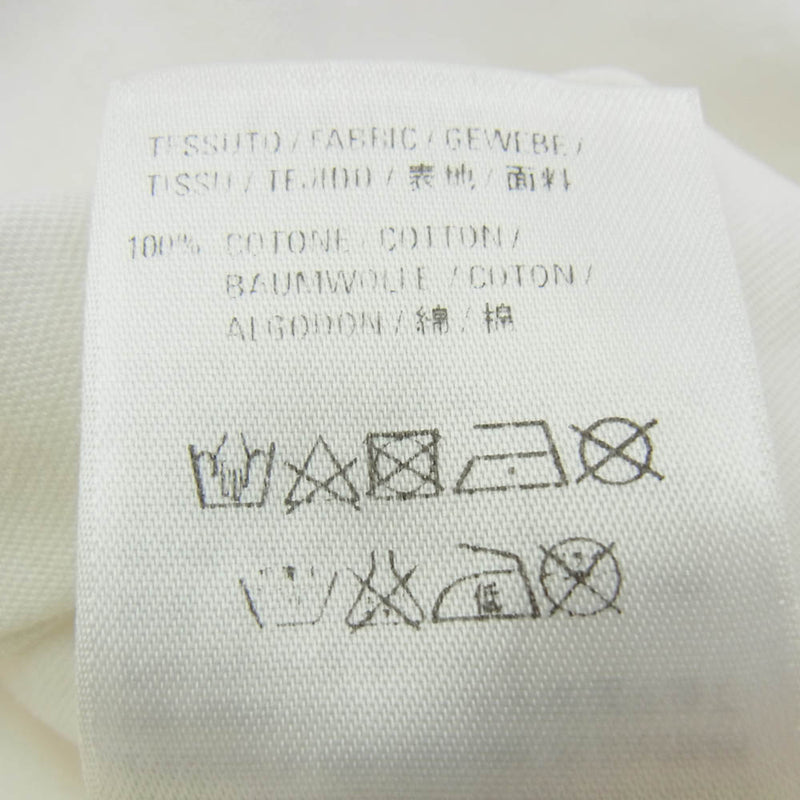 TESSUTO / FABRIC / GEWEBE /
TISSU / TEJIDO / 表地 / 面料
100% COTONE / COTTON /
BAUMWOLLE / COTON /
ALGODON / 綿 / 棉
低